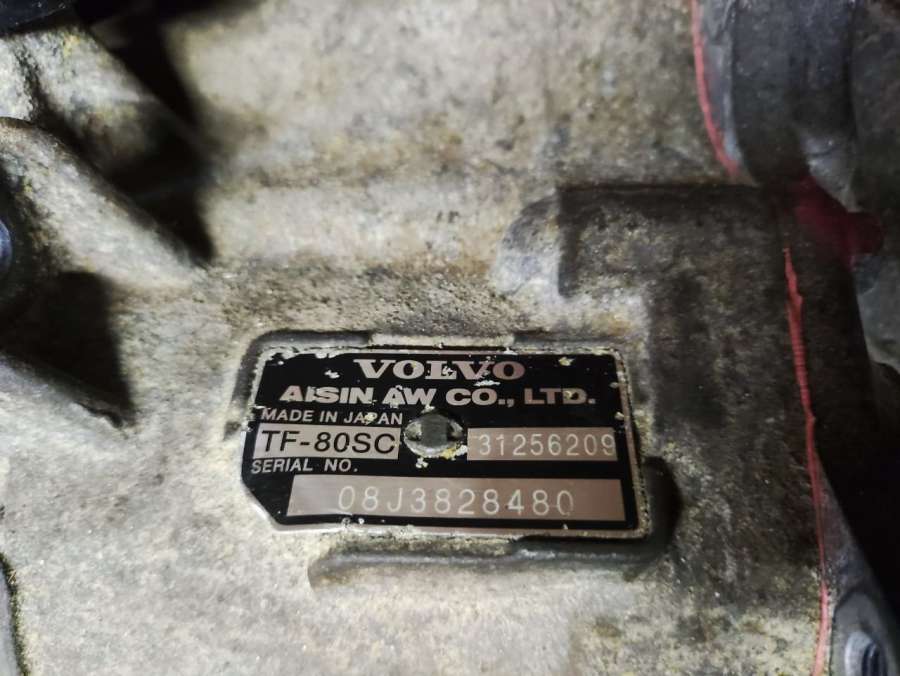 VOLVO
AISIN AW CO., LTD.
MADE IN JAPAN
TF-80SC 31256209
SERIAL NO.
08J3828480